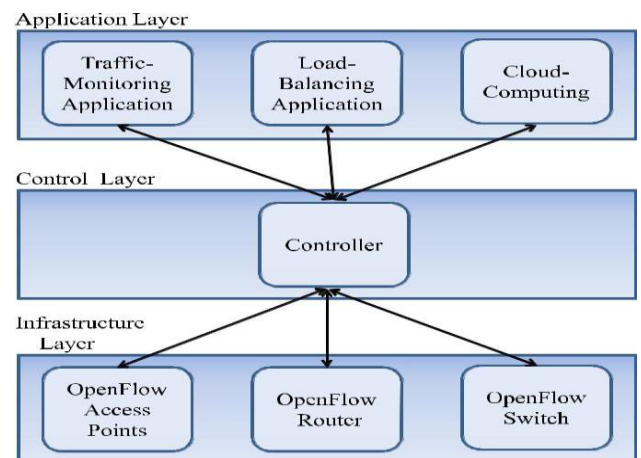 Application Layer
Traffic-
Monitoring
Application
Load-
Balancing
Application
Cloud-
Computing
Control Layer
Controller
Infrastructure
Layer
OpenFlow
Access
Points
OpenFlow
Router
OpenFlow
Switch